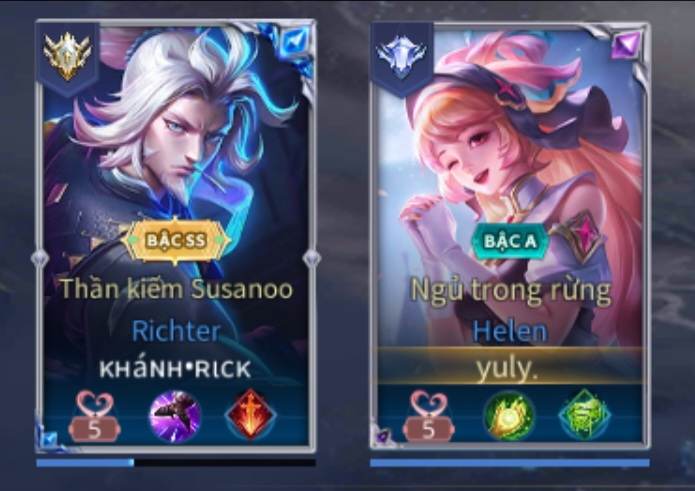 BẬC SS
Thần kiếm Susanoo
Richter
KHáNH•RICK
5
BẬC A
Ngủ trong rừng
Helen
yuly.
5